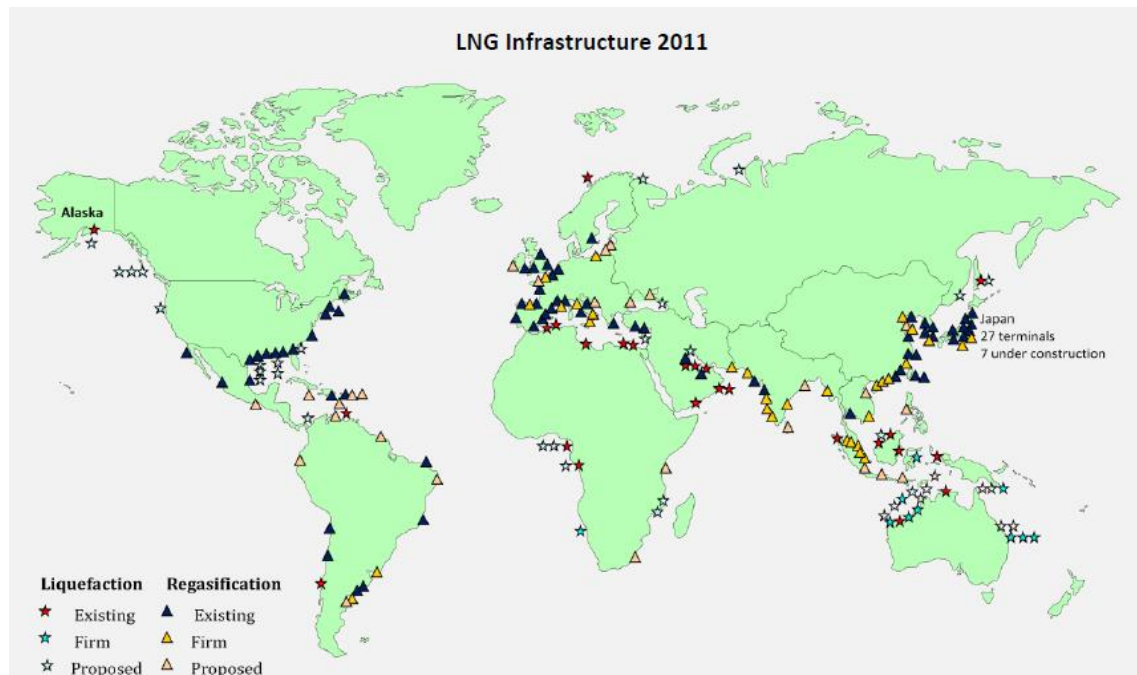 LNG Infrastructure 2011
Alaska
Japan
27 terminals
7 under construction
Liquefaction Regasification
Existing Existing
Firm Firm
Proposed Proposed